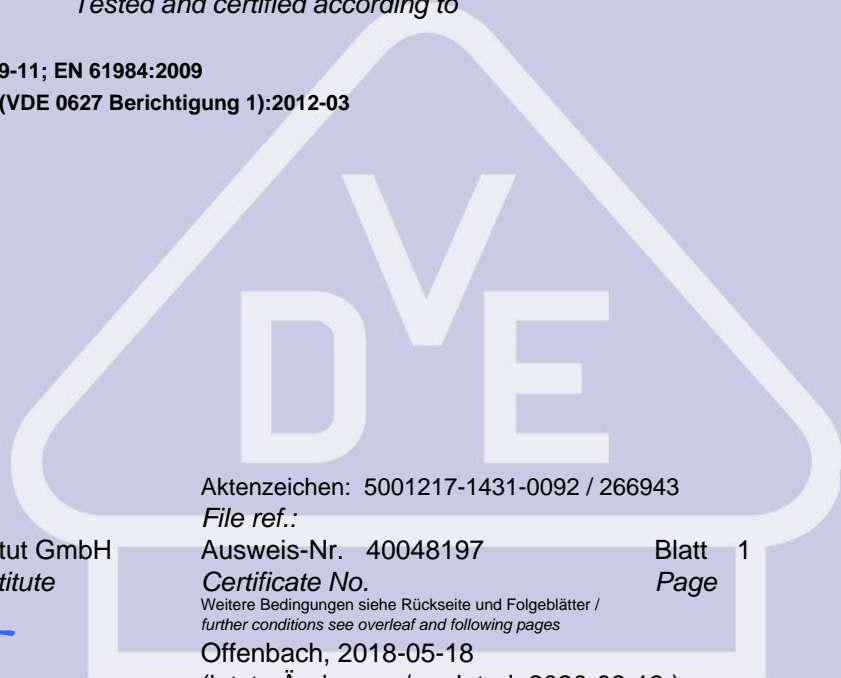 Tested and certified according to
9-11; EN 61984:2009
(VDE 0627 Berichtigung 1):2012-03
VDE
Aktenzeichen: 5001217-1431-0092 / 266943
File ref.:
tut GmbH Ausweis-Nr. 40048197 Blatt 1
titute Certificate No. Page
Weitere Bedingungen siehe Rückseite und Folgeblätter /
further conditions see overleaf and following pages
Offenbach, 2018-05-18